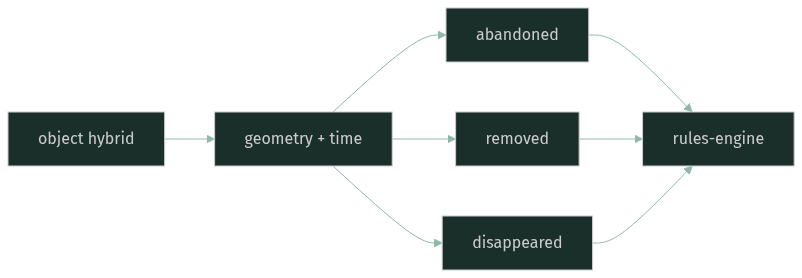 object hybrid
geometry + time
abandoned
removed
disappeared
rules-engine